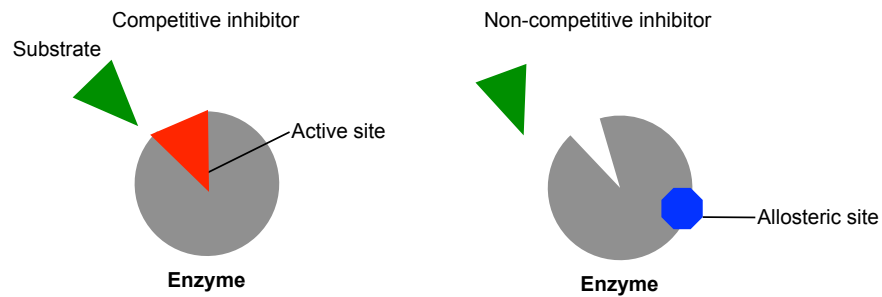 Competitive inhibitor
Non-competitive inhibitor
Substrate
Active site
Allosteric site
Enzyme
Enzyme